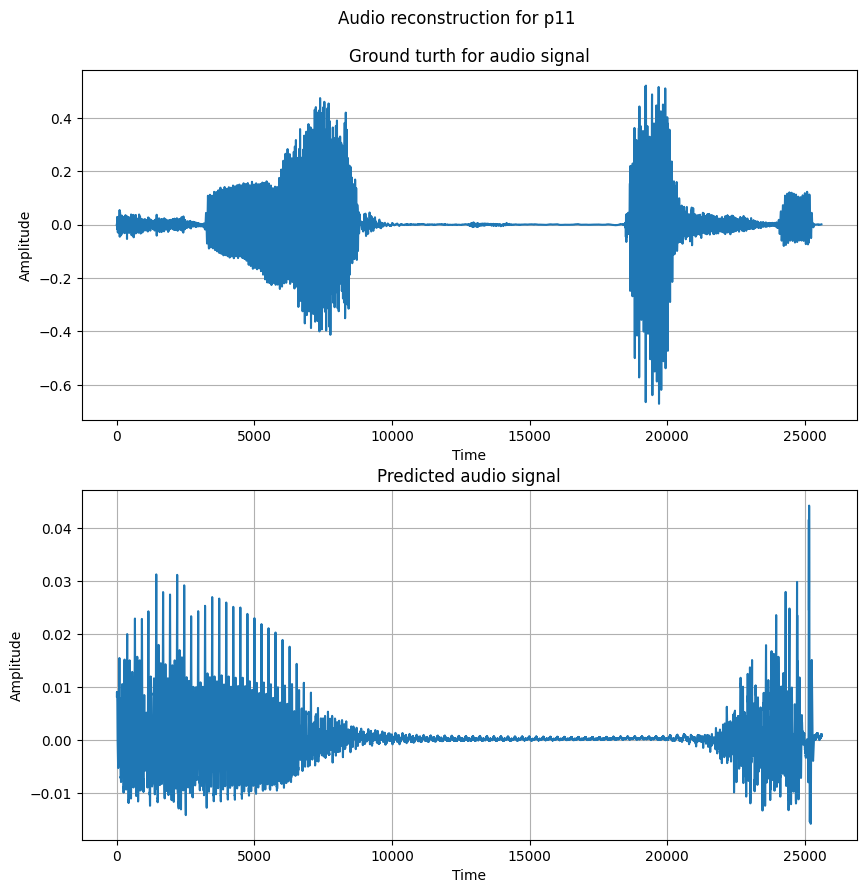 Audio reconstruction for p11
Ground turth for audio signal
0.4
0.2
0.0
−0.2
−0.4
−0.6
Amplitude
0 5000 10000 15000 20000 25000
Time
Predicted audio signal
0.04
0.03
0.02
0.01
0.00
−0.01
Amplitude
0 5000 10000 15000 20000 25000
Time